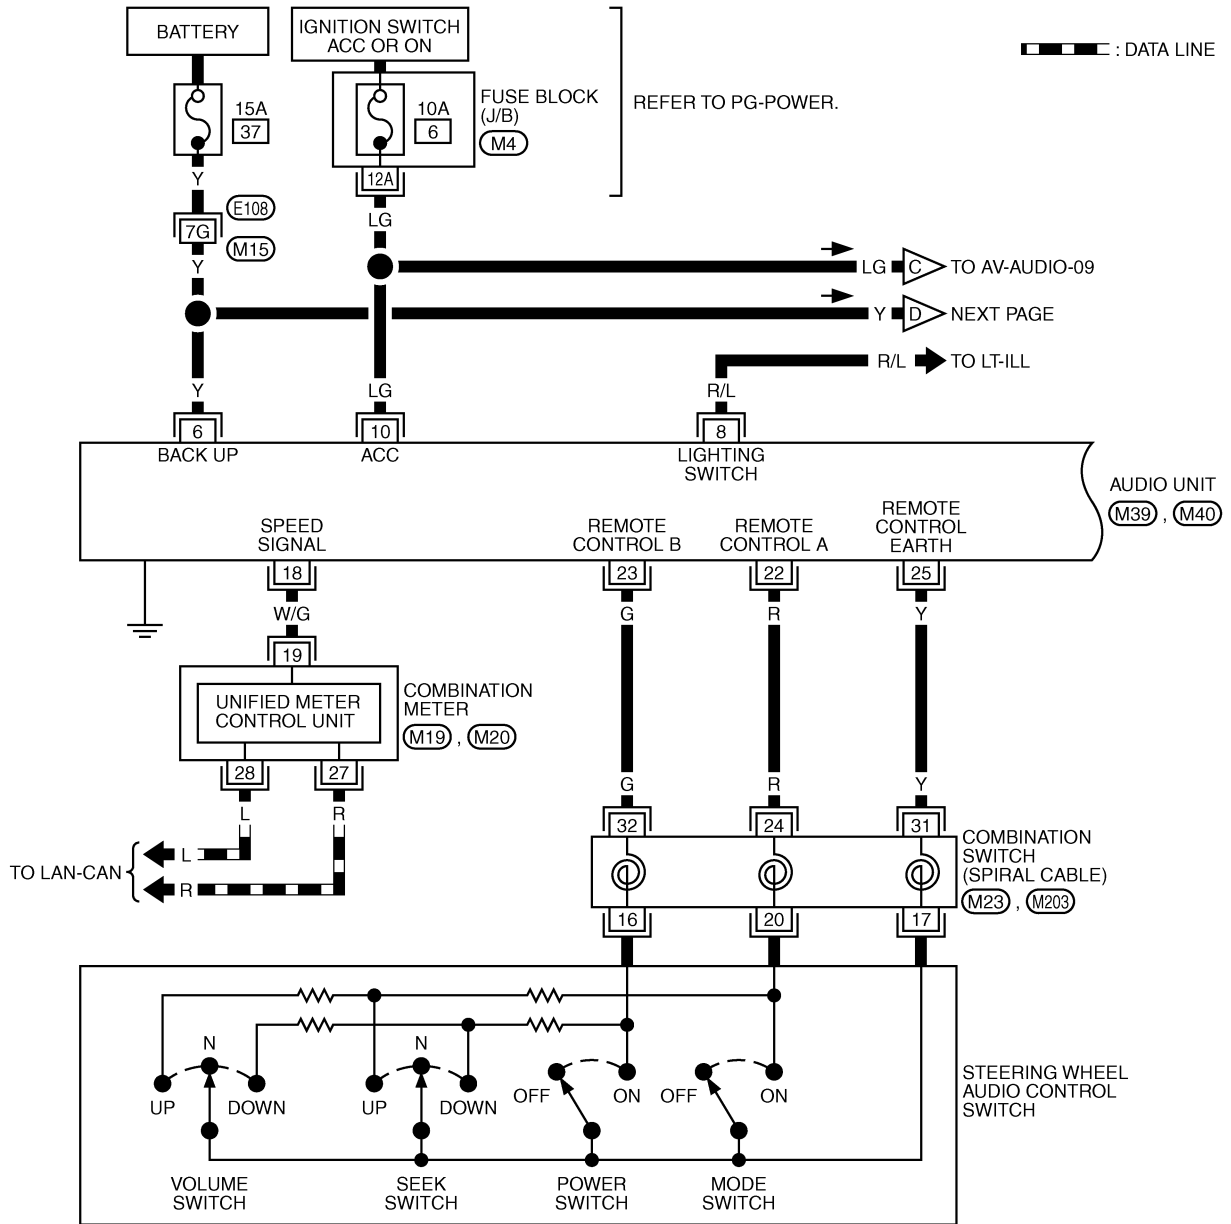 BATTERY
IGNITION SWITCH
ACC OR ON
: DATA LINE
15A
37
10A
6
FUSE BLOCK
(J/B)
M4
REFER TO PG-POWER.
12A
Y
E108
LG
7G
M15
Y
LG
C
TO AV-AUDIO-09
Y
D
NEXT PAGE
R/L
TO LT-ILL
Y
LG
R/L
6
10
8
BACK UP
ACC
LIGHTING
SWITCH
AUDIO UNIT
M39 , M40
SPEED
SIGNAL
REMOTE
CONTROL B
REMOTE
CONTROL A
REMOTE
CONTROL
EARTH
18
23
22
25
W/G
G
R
Y
19
UNIFIED METER
CONTROL UNIT
COMBINATION
METER
M19 , M20
28
27
L
R
G
R
Y
32
24
31
TO LAN-CAN
L
R
COMBINATION
SWITCH
(SPIRAL CABLE)
M23 , M203
16
20
17
N
N
UP
DOWN
UP
DOWN
OFF
ON
OFF
ON
STEERING WHEEL
AUDIO CONTROL
SWITCH
VOLUME
SWITCH
SEEK
SWITCH
POWER
SWITCH
MODE
SWITCH